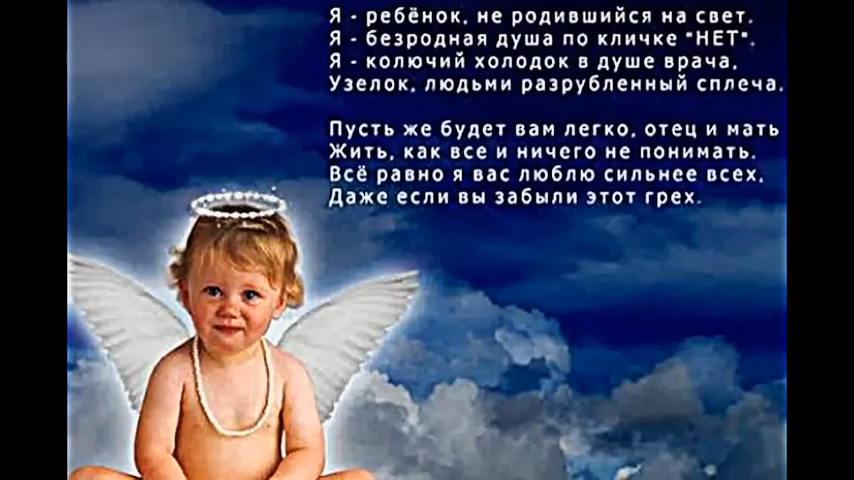 Я - ребёнок, не родившийся на свет.
Я - безродная душа по кличке "НЕТ".
Я - колючий холодок в душе врача,
Узелок, людьми разрубленный сплеча.
Пусть же будет вам легко, отец и мать
Жить, как все и ничего не понимать.
Всё равно я вас люблю сильнее всех,
Даже если вы забыли этот грех.